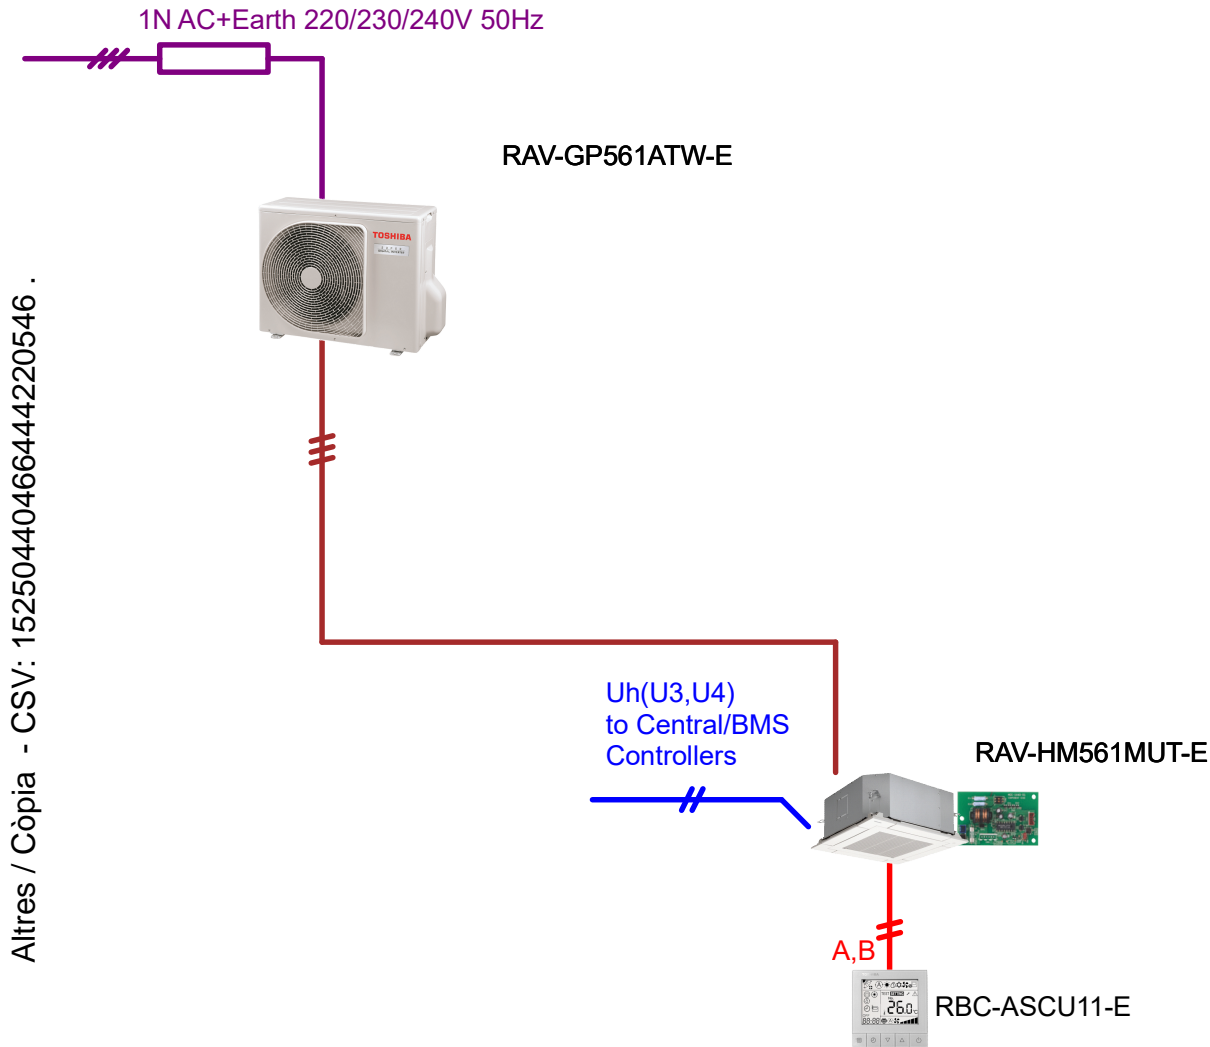 1N AC+Earth 220/230/240V 50Hz
RAV-GP561ATW-E
TOSHIBA
Altres / Còpia - CSV: 15250440466444220546 .
Uh(U3,U4)
to Central/BMS
Controllers
RAV-HM561MUT-E
A,B
26.0
RBC-ASCU11-E